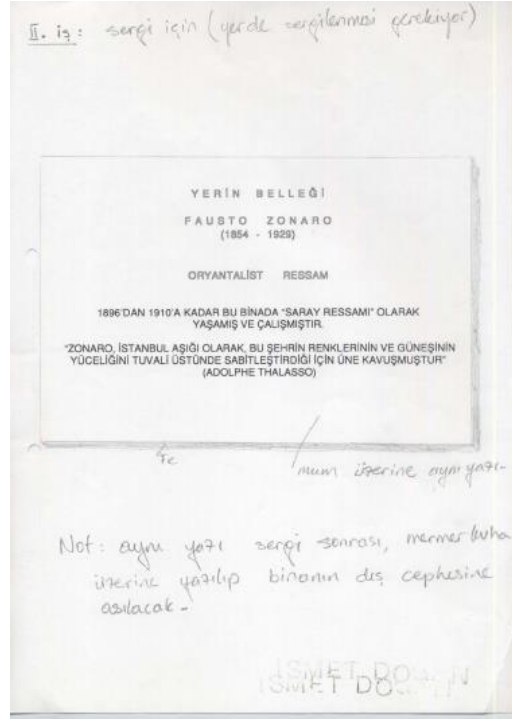 II. iş: sergi için (yerde sergilenmesi gerekiyor)
YERİN BELLEĞİ
FAUSTO ZONARO
(1854 - 1929)
ORYANTALİST RESSAM
1896'DAN 1910'A KADAR BU BİNADA "SARAY RESSAMI" OLARAK
YAŞAMIŞ VE ÇALIŞMIŞTIR.
"ZONARO, İSTANBUL AŞIĞI OLARAK, BU ŞEHRİN RENKLERİNİN VE GÜNEŞİNİN
YÜCELİĞİNİ TUVALİ ÜSTÜNDE SABİTLEŞTİRDİĞİ İÇİN ÜNE KAVUŞMUŞTUR"
(ADOLPHE THALASSO)
Fe
mum üzerine aynı yazı-
Not: aynı yazı sergi sonrası, mermer
üzerine yazılıp binanın dış cephesine
asılacak-
İSMET
İSMET